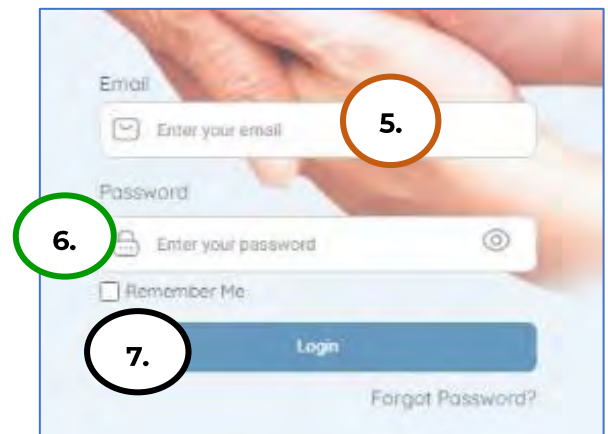 Email
Enter your email 5.
Password
6. Enter your password
Remember Me
7. Login
Forgot Password?